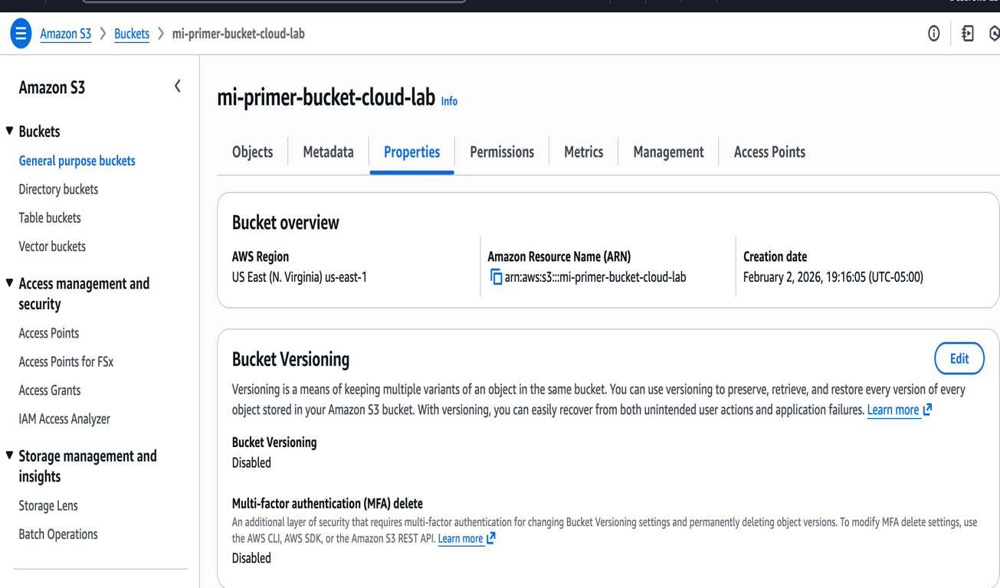 Amazon S3 > Buckets > mi-primer-bucket-cloud-lab
Amazon S3
Buckets
General purpose buckets
Directory buckets
Table buckets
Vector buckets
Access management and
security
Access Points
Access Points for FSx
Access Grants
IAM Access Analyzer
Storage management and
insights
Storage Lens
Batch Operations
mi-primer-bucket-cloud-lab Info
Objects Metadata Properties Permissions Metrics Management Access Points
Bucket overview
AWS Region
US East (N. Virginia) us-east-1
Amazon Resource Name (ARN)
arn:aws:s3:::mi-primer-bucket-cloud-lab
Creation date
February 2, 2026, 19:16:05 (UTC-05:00)
Bucket Versioning
Edit
Versioning is a means of keeping multiple variants of an object in the same bucket. You can use versioning to preserve, retrieve, and restore every version of every
object stored in your Amazon S3 bucket. With versioning, you can easily recover from both unintended user actions and application failures. Learn more
Bucket Versioning
Disabled
Multi-factor authentication (MFA) delete
An additional layer of security that requires multi-factor authentication for changing Bucket Versioning settings and permanently deleting object versions. To modify MFA delete settings, use
the AWS CLI, AWS SDK, or the Amazon S3 REST API. Learn more
Disabled